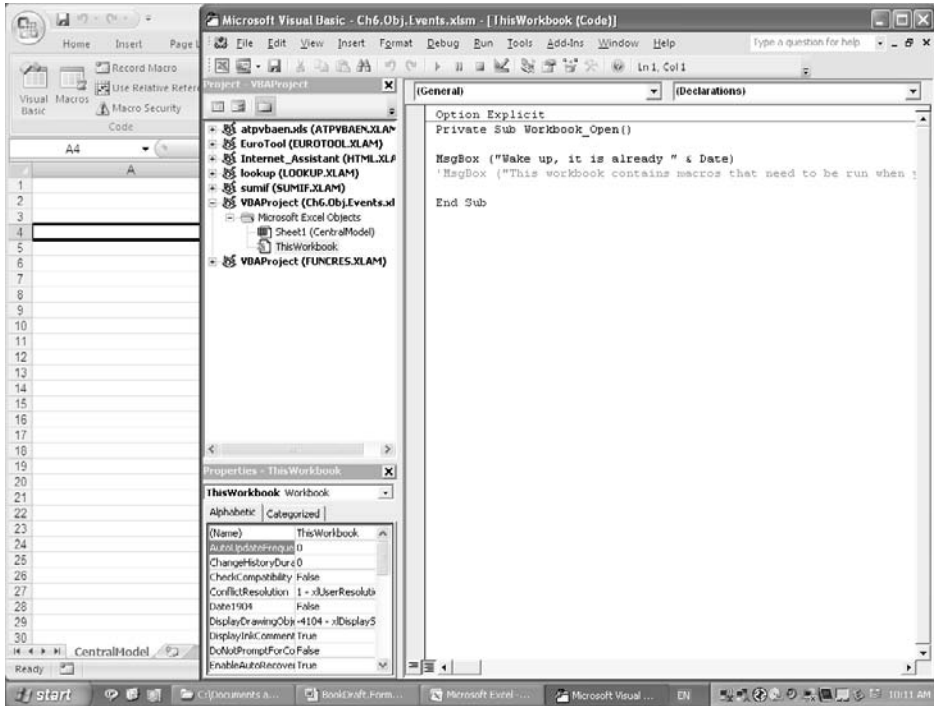 Microsoft Visual Basic - Ch6.Obj.Events.xlsm - [ThisWorkbook (Code)]
File Edit View Insert Format Debug Run Tools Add-Ins Window Help
Type a question for help
Ln 1, Col 1
Home Insert Page L
Record Macro
Use Relative Refere
Macro Security
Visual Basic
Macros
Code
A4
A
1
2
3
4
5
6
7
8
9
10
11
12
13
14
15
16
17
18
19
20
21
22
23
24
25
26
27
28
29
30
CentralModel
Ready
Project - VBAProject
atpvbaen.xls (ATPVBAEN.XLAM
EuroTool (EUROTOOL.XLAM)
Internet_Assistant (HTML.XLA
lookup (LOOKUP.XLAM)
sumif (SUMIF.XLAM)
VBAProject (Ch6.Obj.Events.xl
Microsoft Excel Objects
Sheet1 (CentralModel)
ThisWorkbook
VBAProject (FUNCRES.XLAM)
Properties - ThisWorkbook
ThisWorkbook Workbook
Alphabetic Categorized
(Name) ThisWorkbook
AutoUpdateFreque 0
ChangeHistoryDura 0
CheckCompatibility False
ConflictResolution 1 - xlUserResoluti
Date1904 False
DisplayDrawingObje -4104 - xlDisplayS
DisplayInkComment True
DoNotPromptForCo False
EnableAutoRecover True
(General) (Declarations)
Option Explicit
Private Sub Workbook_Open()
MsgBox ("Wake up, it is already " & Date)
'MsgBox ("This workbook contains macros that need to be run when y
End Sub
start
C:\Documents a...
BookDraft.Form...
Microsoft Excel - ...
Microsoft Visual ...
EN
10:11 AM